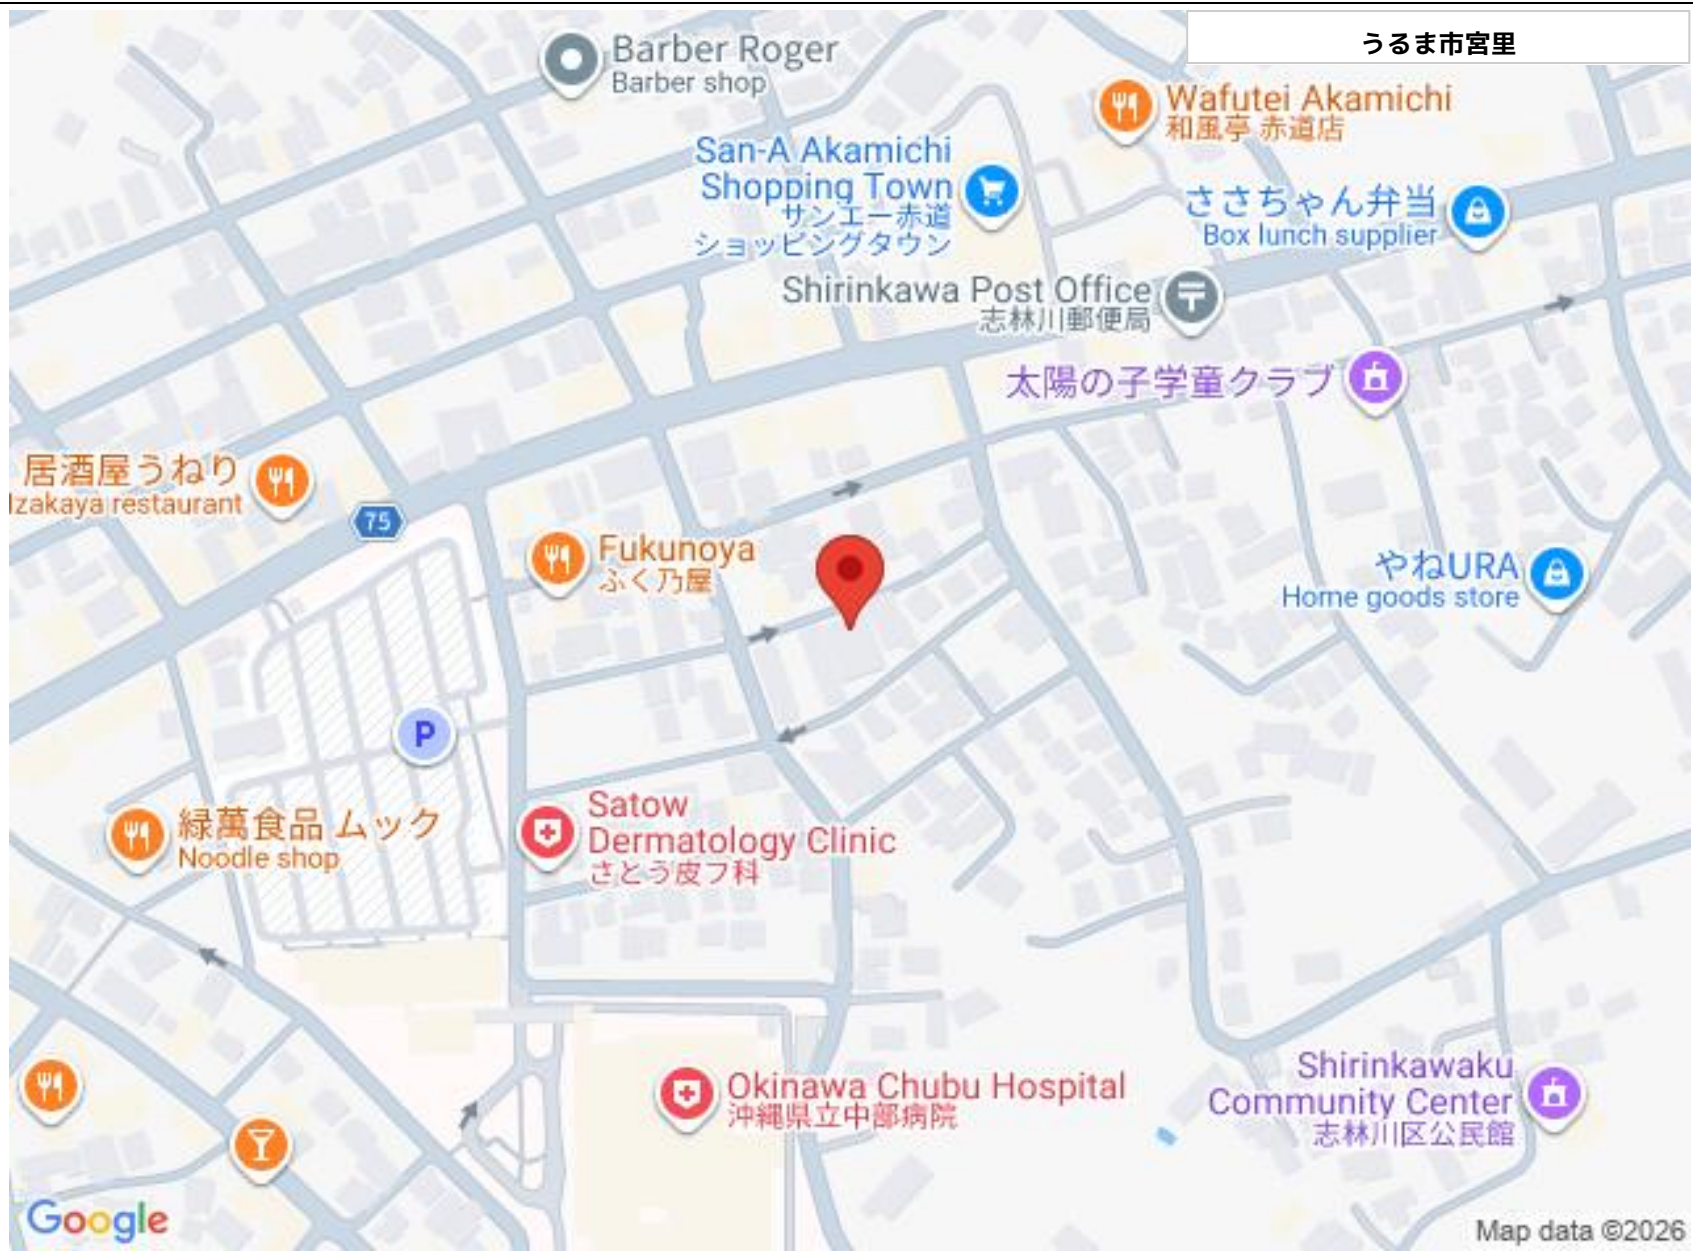 うるま市宮里
Barber Roger
Barber shop
Wafutei Akamichi
和風亭 赤道店
San-A Akamichi
Shopping Town
サンエー赤道
ショッピングタウン
ささちゃん弁当
Box lunch supplier
Shirinkawa Post Office
志林川郵便局
太陽の子学童クラブ
居酒屋うねり
Izakaya restaurant
75
Fukunoya
ふく乃屋
やねURA
Home goods store
P
Satow
Dermatology Clinic
さとう皮フ科
緑萬食品 ムック
Noodle shop
Okinawa Chubu Hospital
沖縄県立中部病院
Shirinkawaku
Community Center
志林川区公民館
Google
Map data ©2026